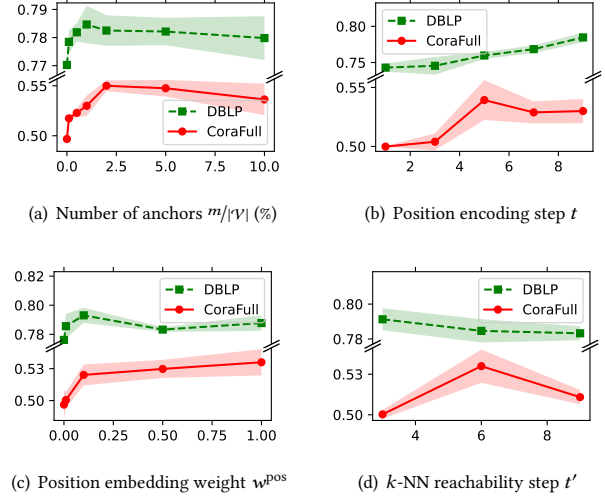 0.79
0.78
0.77
0.55
0.50
DBLP
CoraFull
0.0 2.5 5.0 7.5 10.0
(a) Number of anchors m/|V| (%)
0.80
0.75
0.50
DBLP
CoraFull
2 4 6 8
(b) Position encoding step t
0.82
0.80
0.78
0.53
0.50
DBLP
CoraFull
0.00 0.25 0.50 0.75 1.00
(c) Position embedding weight w^pos
0.80
0.78
0.53
0.50
DBLP
CoraFull
4 6 8
(d) k-NN reachability step t′